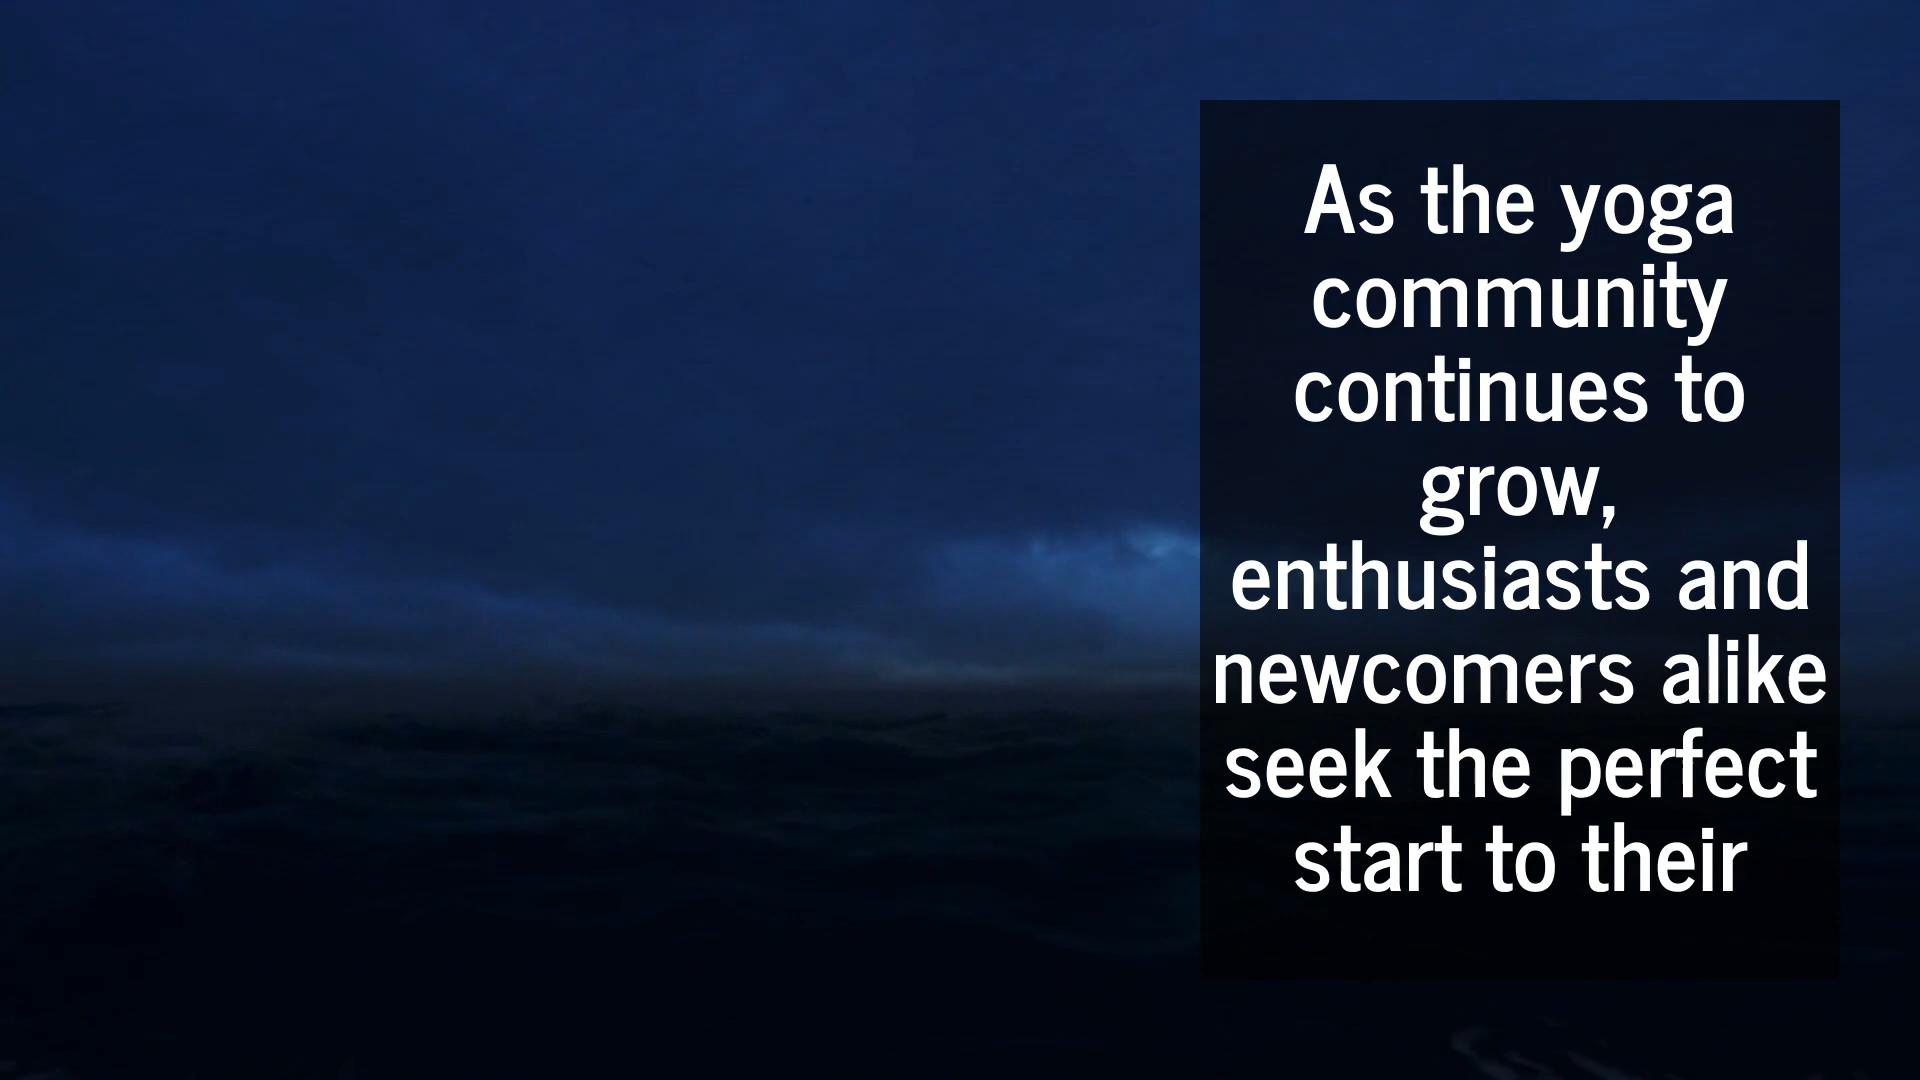 As the yoga
community
continues to
grow,
enthusiasts and
newcomers alike
seek the perfect
start to their